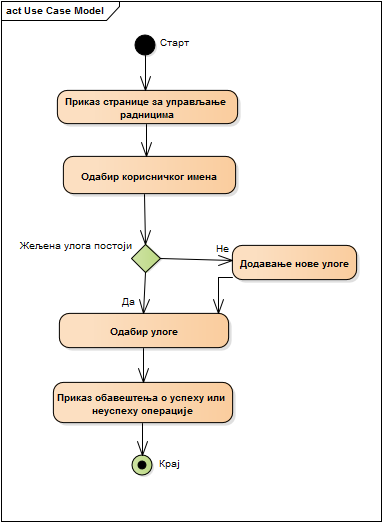 act Use Case Model
Старт
Приказ странице за управљање
радницима
Одабир корисничког имена
Жељена улога постоји
Не
Додавање нове улоге
Да
Одабир улоге
Приказ обавештења о успеху или
неуспеху операције
Крај